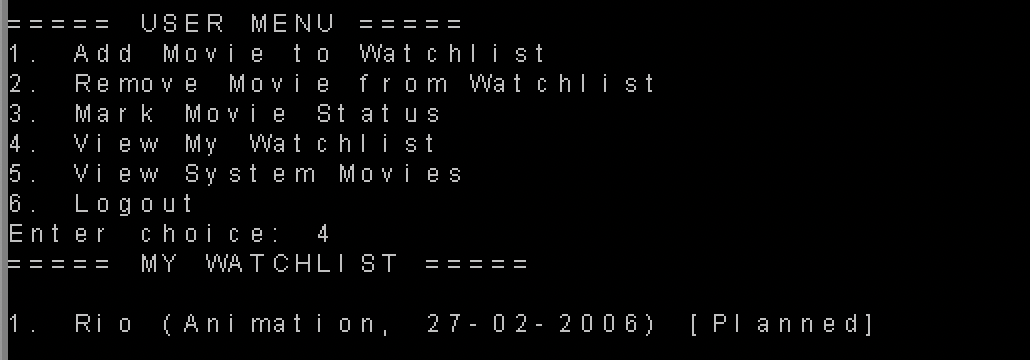 ===== USER MENU =====
1. Add Movie to Watchlist
2. Remove Movie from Watchlist
3. Mark Movie Status
4. View My Watchlist
5. View System Movies
6. Logout
Enter choice: 4
===== MY WATCHLIST =====
1. Rio (Animation, 27-02-2006) [Planned]